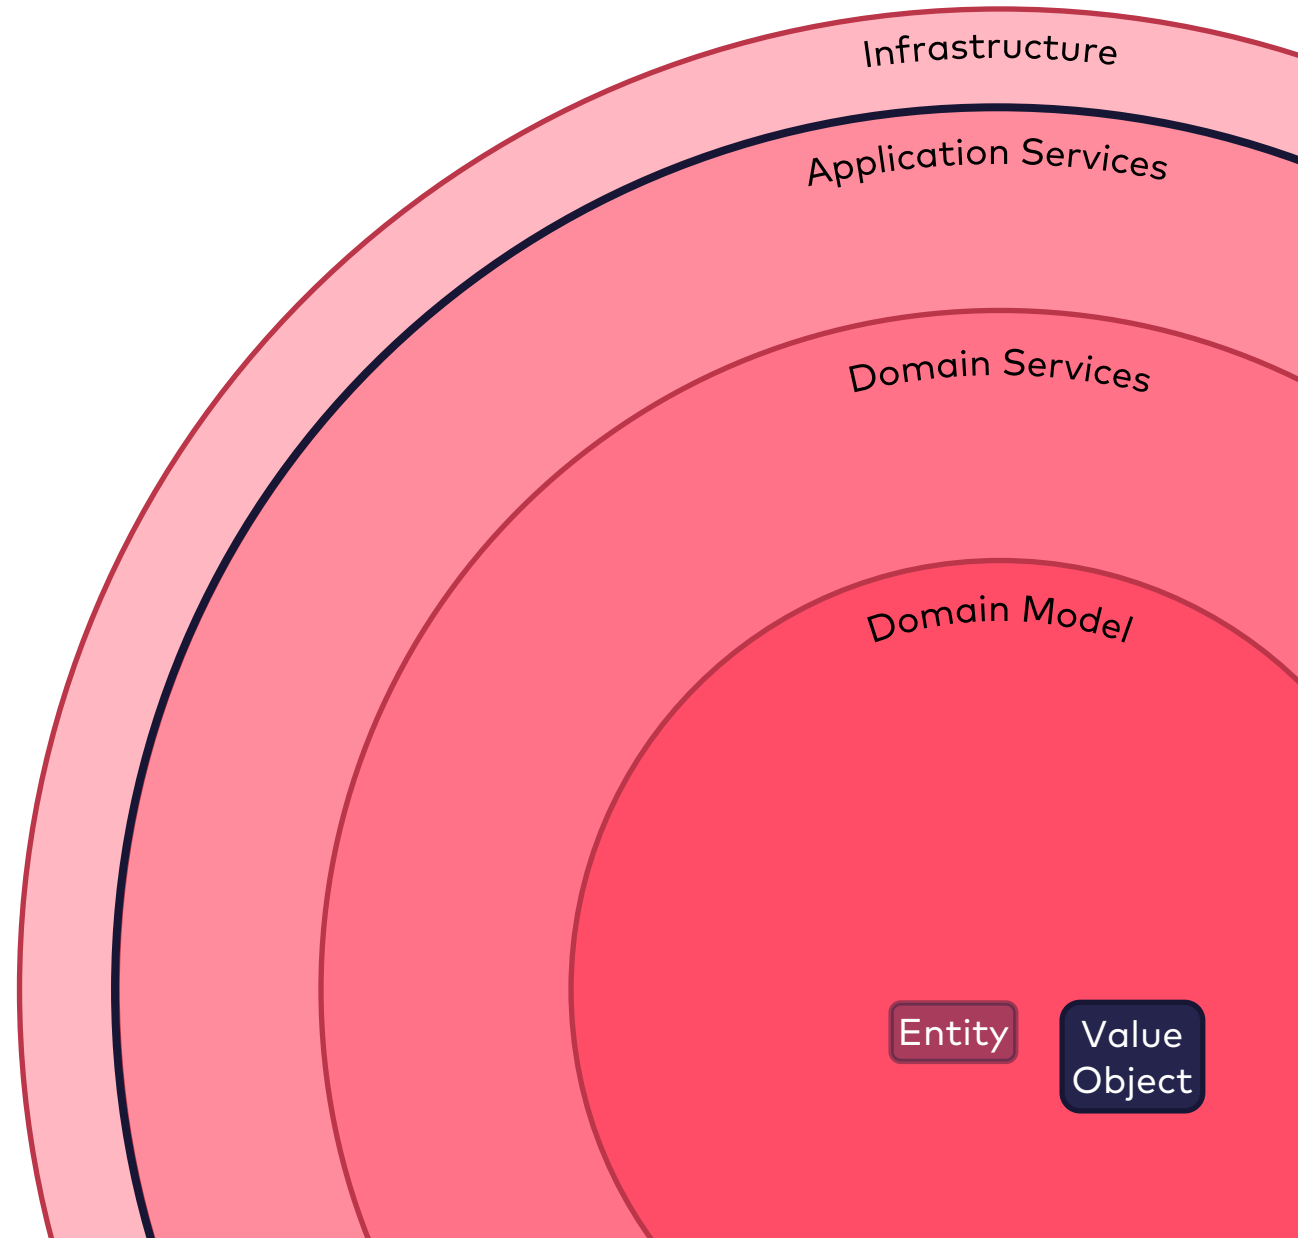 Infrastructure
Application Services
Domain Services
Domain Model
Entity
Value
Object